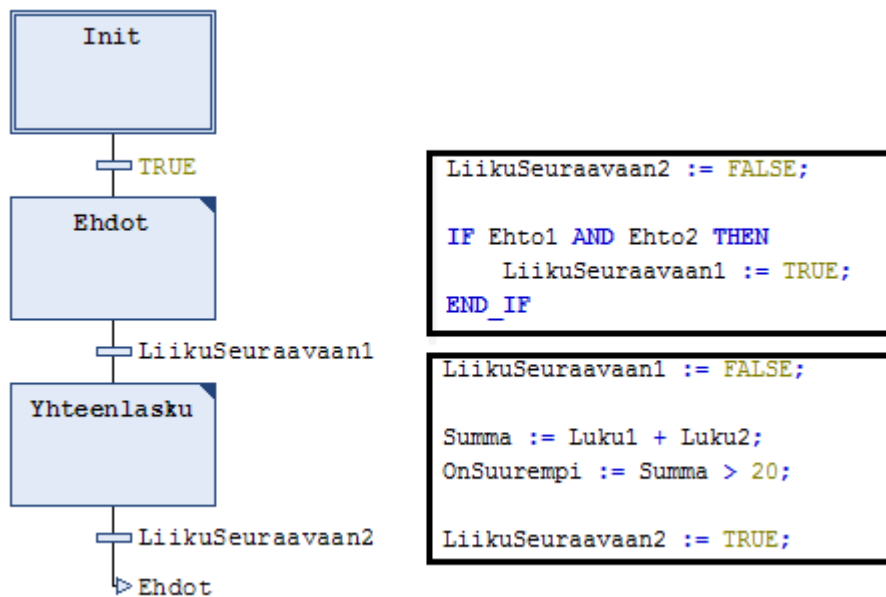 Init
TRUE
Ehdot
LiikuSeuraavaan1
Yhteenlasku
LiikuSeuraavaan2
Ehdot
LiikuSeuraavaan2 := FALSE;
IF Ehto1 AND Ehto2 THEN
LiikuSeuraavaan1 := TRUE;
END_IF
LiikuSeuraavaan1 := FALSE;
Summa := Luku1 + Luku2;
OnSuurempi := Summa > 20;
LiikuSeuraavaan2 := TRUE;